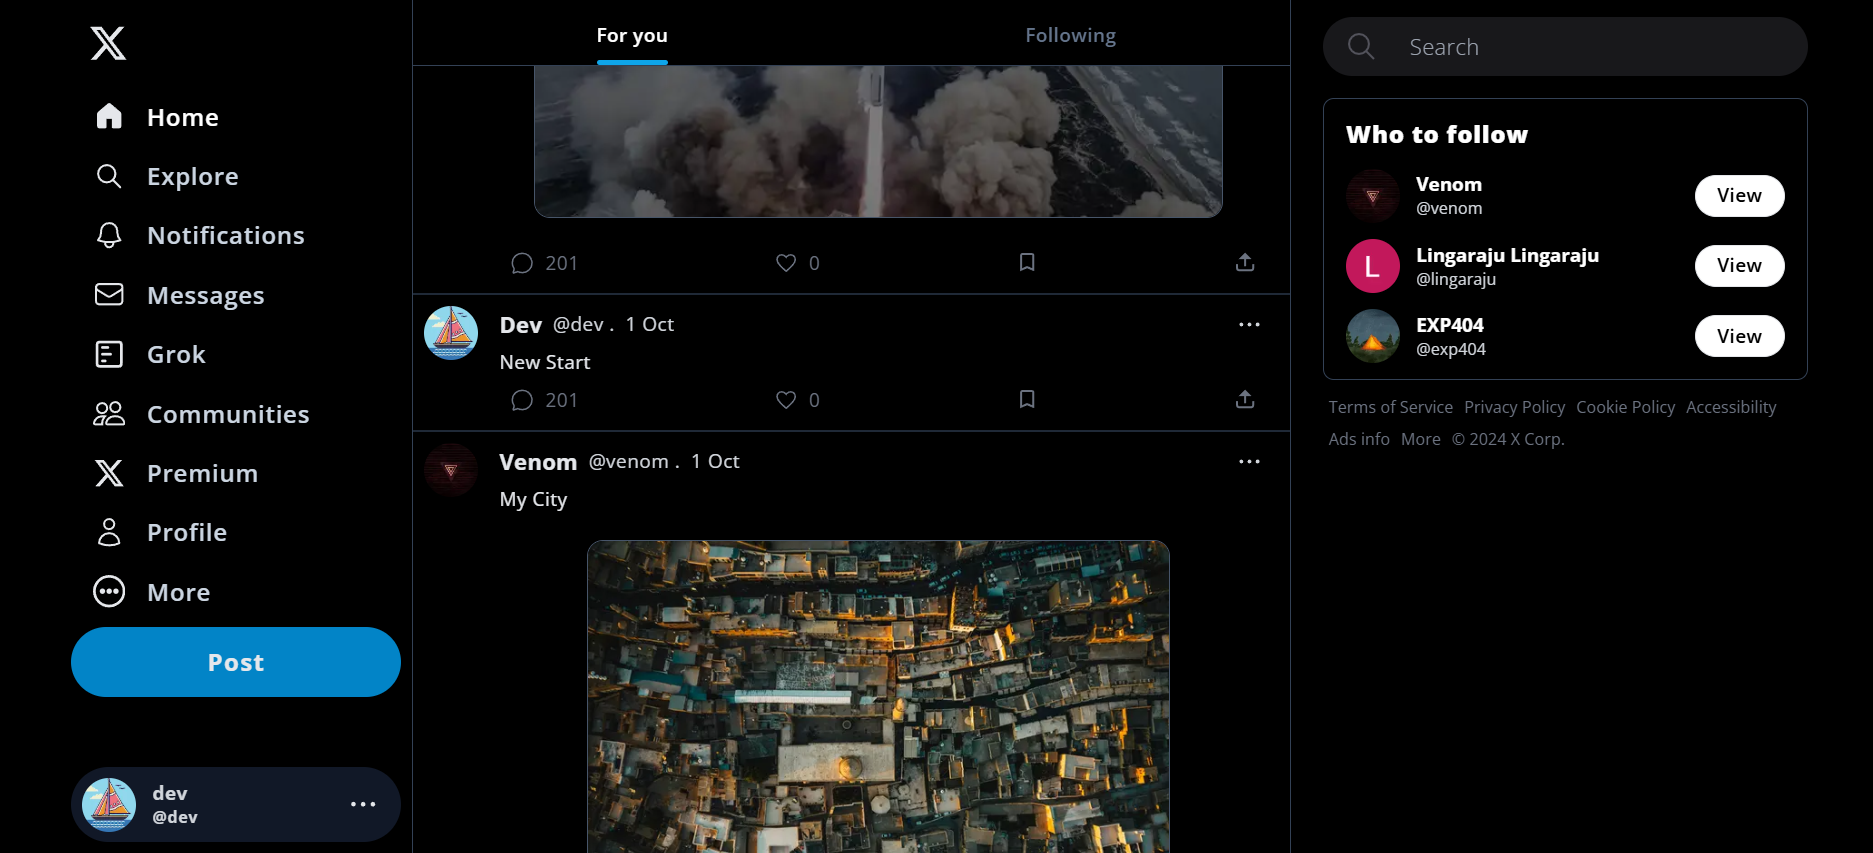 Home
Explore
Notifications
Messages
Grok
Communities
Premium
Profile
More
Post
dev
@dev
For you
Following
201
0
Dev @dev . 1 Oct
New Start
201
0
Venom @venom . 1 Oct
My City
Search
Who to follow
Venom
@venom
View
L
Lingaraju Lingaraju
@lingaraju
View
EXP404
@exp404
View
Terms of Service Privacy Policy Cookie Policy Accessibility
Ads info More © 2024 X Corp.